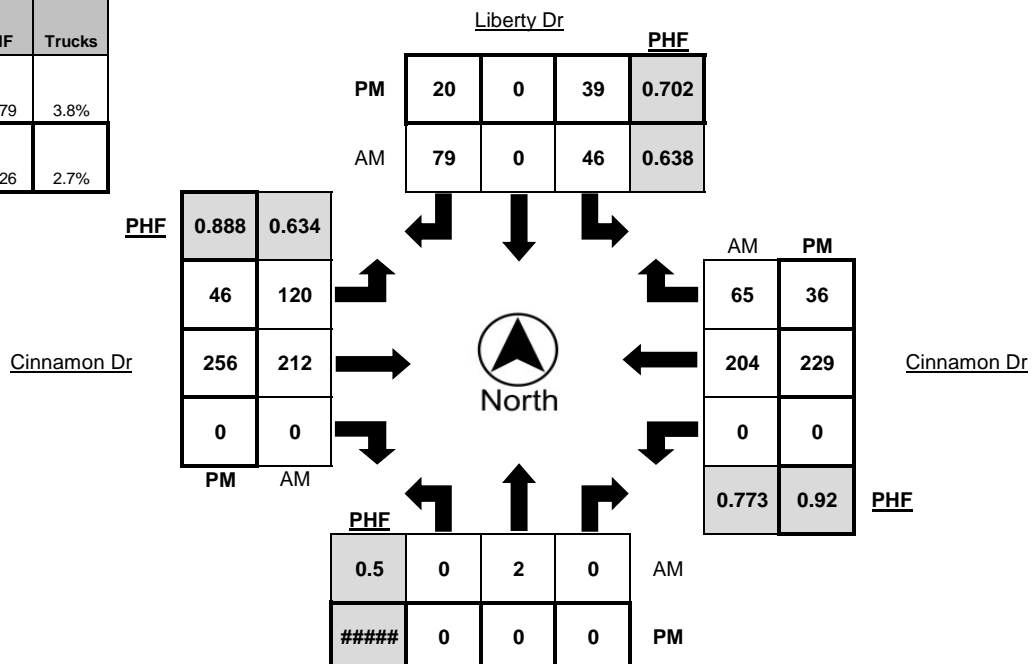 Liberty Dr
PHF
Trucks
PM 20 0 39 0.702
79 3.8%
AM 79 0 46 0.638
26 2.7%
PHF 0.888 0.634
AM PM
46 120 65 36
Cinnamon Dr 256 212 North 204 229 Cinnamon Dr
0 0 0 0
PM AM
0.773 0.92 PHF
PHF
0.5 0 2 0 AM
##### 0 0 0 PM